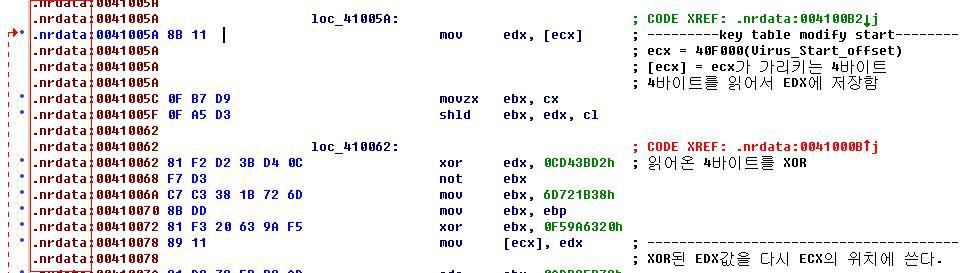 .nrdata:0041005A
.nrdata:0041005A loc_41005A: ; CODE XREF: .nrdata:004100B2↓j
.nrdata:0041005A 8B 11 mov edx, [ecx] ; ---------key table modify start--------
.nrdata:0041005A ; ecx = 40F000(Virus_Start_offset)
.nrdata:0041005A ; [ecx] = ecx가 가리키는 4바이트
.nrdata:0041005A ; 4바이트를 읽어서 EDX에 저장함
.nrdata:0041005C 0F B7 D9 movzx ebx, cx
.nrdata:0041005F 0F A5 D3 shld ebx, edx, cl
.nrdata:00410062
.nrdata:00410062 loc_410062: ; CODE XREF: .nrdata:0041000B↑j
.nrdata:00410062 81 F2 D2 3B D4 0C xor edx, 0CD43BD2h ; 읽어온 4바이트를 XOR
.nrdata:00410068 F7 D3 not ebx
.nrdata:0041006A C7 C3 38 1B 72 6D mov ebx, 6D721B38h
.nrdata:00410070 8B DD mov ebx, ebp
.nrdata:00410072 81 F3 20 63 9A F5 xor ebx, 0F59A6320h
.nrdata:00410078 89 11 mov [ecx], edx ; ---------------------------------------
.nrdata:00410078 ; XOR된 EDX값을 다시 ECX의 위치에 쓴다.